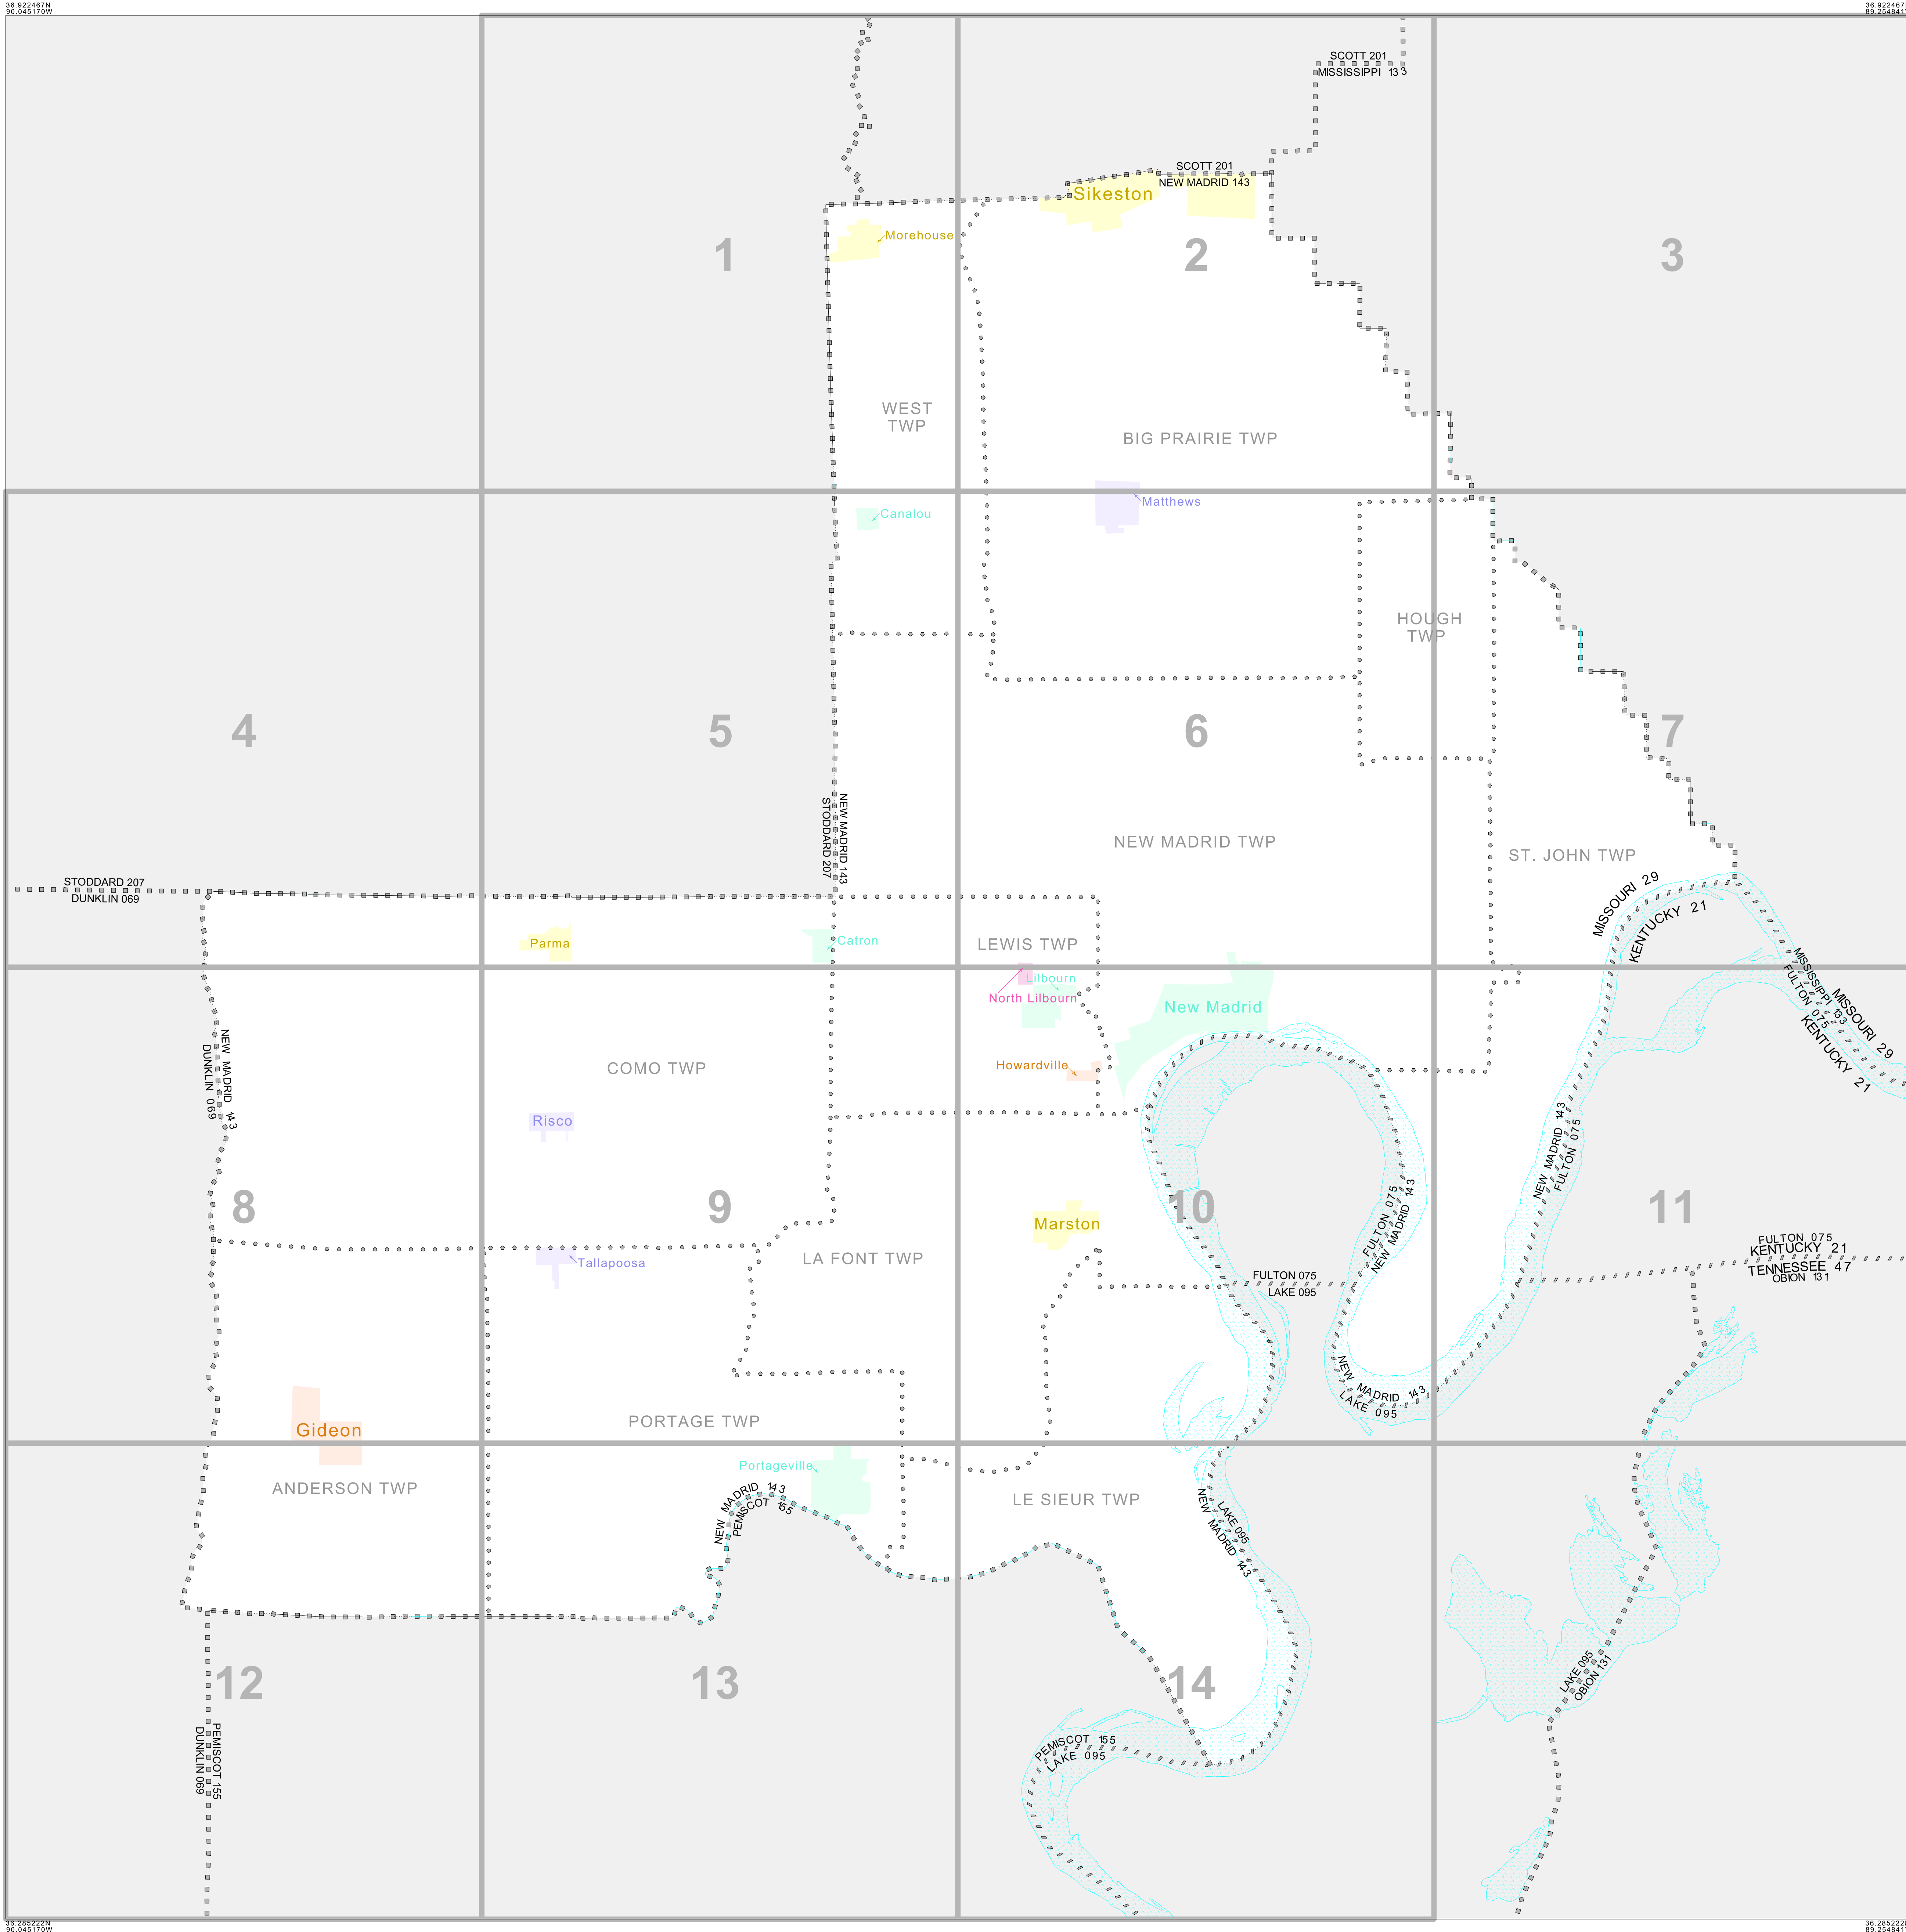 36.922467N
90.045170W
36.922467N
89.254841W
SCOTT 201
MISSISSIPPI 133
SCOTT 201
NEW MADRID 143
Sikeston
Morehouse
1
2
3
WEST
TWP
BIG PRAIRIE TWP
Matthews
Canalou
HOUGH
TWP
4
5
6
7
NEW MADRID 143
STODDARD 207
NEW MADRID TWP
ST. JOHN TWP
STODDARD 207
DUNKLIN 069
MISSOURI 29
KENTUCKY 21
Parma
Catron
LEWIS TWP
Lilbourn
North Lilbourn
New Madrid
MISSISSIPPI 133
FULTON 075
MISSOURI 29
KENTUCKY 21
NEW MADRID 143
DUNKLIN 069
COMO TWP
Howardville
Risco
NEW MADRID 143
FULTON 075
8
9
10
11
Marston
FULTON 075
NEW MADRID 143
LA FONT TWP
Tallapoosa
FULTON 075
KENTUCKY 21
TENNESSEE 47
OBION 131
FULTON 075
LAKE 095
NEW MADRID 143
LAKE 095
Gideon
PORTAGE TWP
Portageville
ANDERSON TWP
NEW MADRID 143
PEMISCOT 155
LE SIEUR TWP
LAKE 095
NEW MADRID 143
12
13
14
LAKE 095
OBION 131
PEMISCOT 155
DUNKLIN 069
PEMISCOT 155
LAKE 095
36.285222N
90.045170W
36.285222N
89.254841W